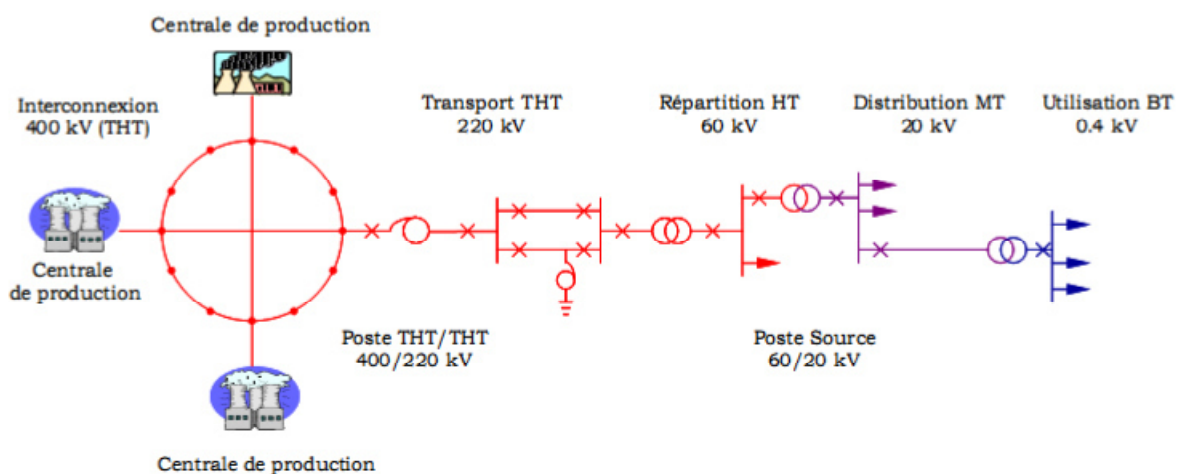 Centrale de production
Interconnexion
400 kV (THT)
Transport THT
220 kV
Répartition HT
60 kV
Distribution MT
20 kV
Utilisation BT
0.4 kV
Centrale
de production
Poste THT/THT
400/220 kV
Poste Source
60/20 kV
Centrale de production